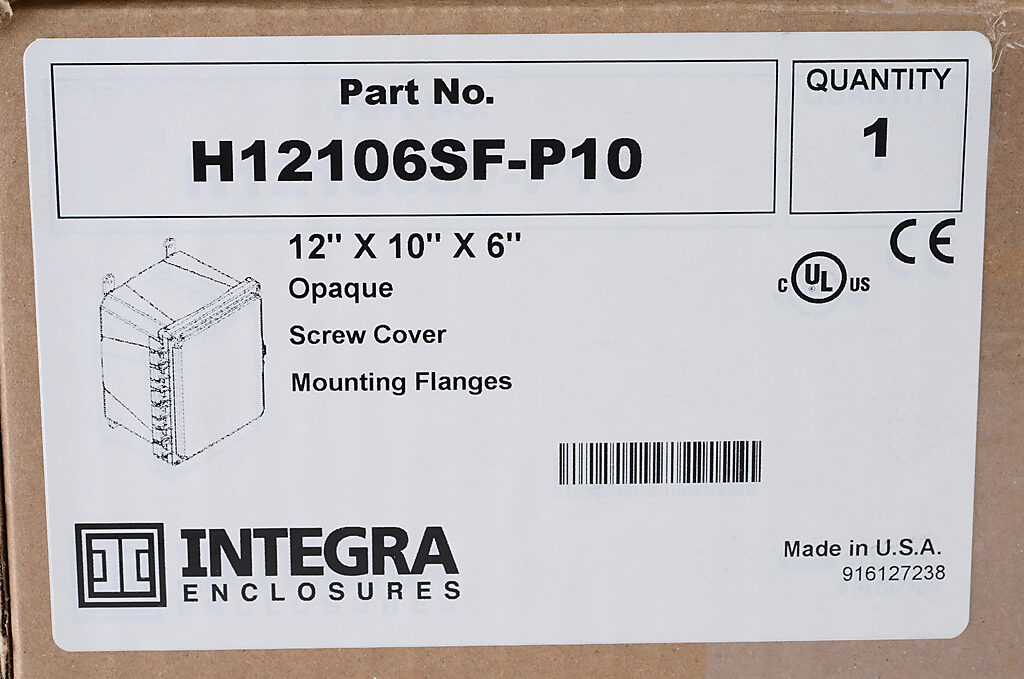 Part No.
H12106SF-P10
QUANTITY
1
12" X 10" X 6"
Opaque
Screw Cover
Mounting Flanges
C UL US
CE
INTEGRA
ENCLOSURES
Made in U.S.A.
916127238